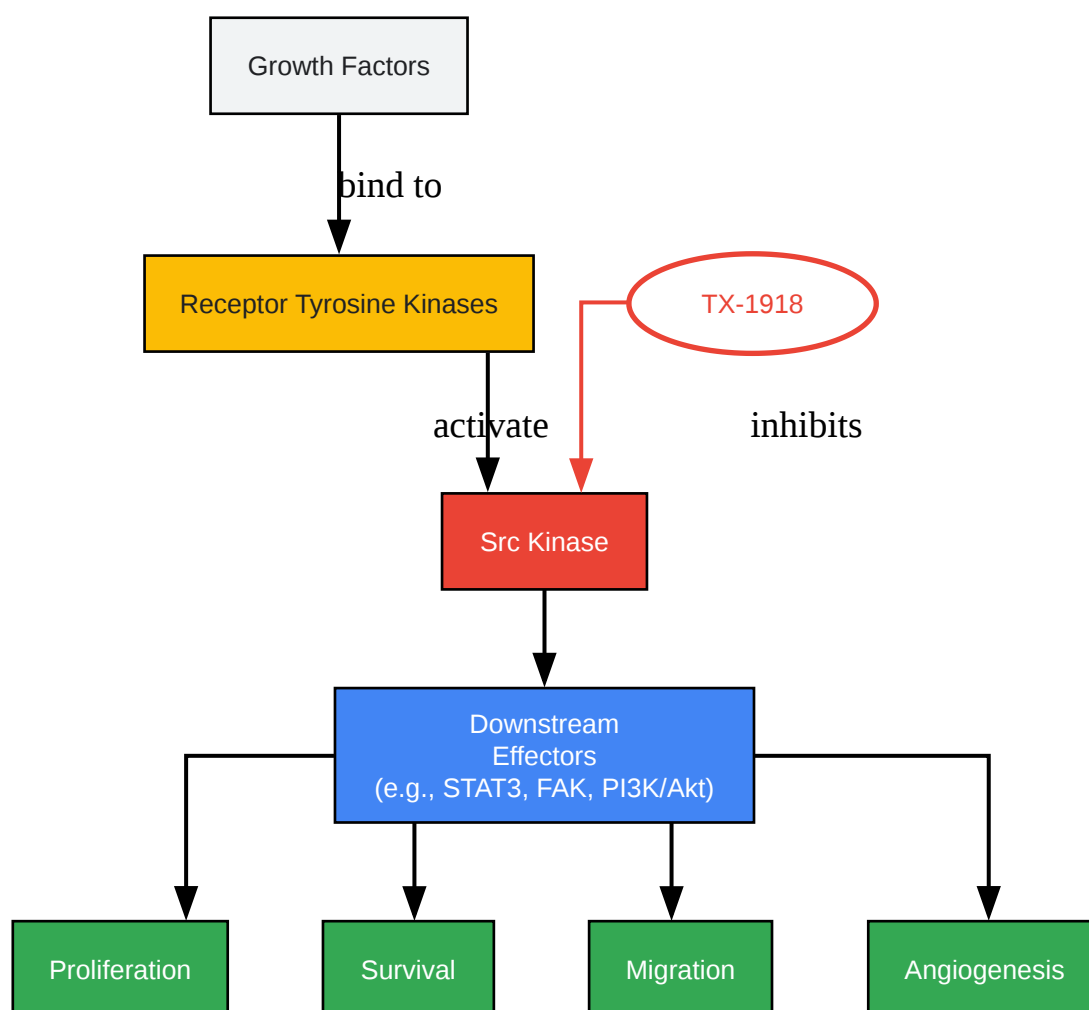 Growth Factors
bind to
Receptor Tyrosine Kinases
TX-1918
activate
inhibits
Src Kinase
Downstream
Effectors
(e.g., STAT3, FAK, PI3K/Akt)
Proliferation
Survival
Migration
Angiogenesis